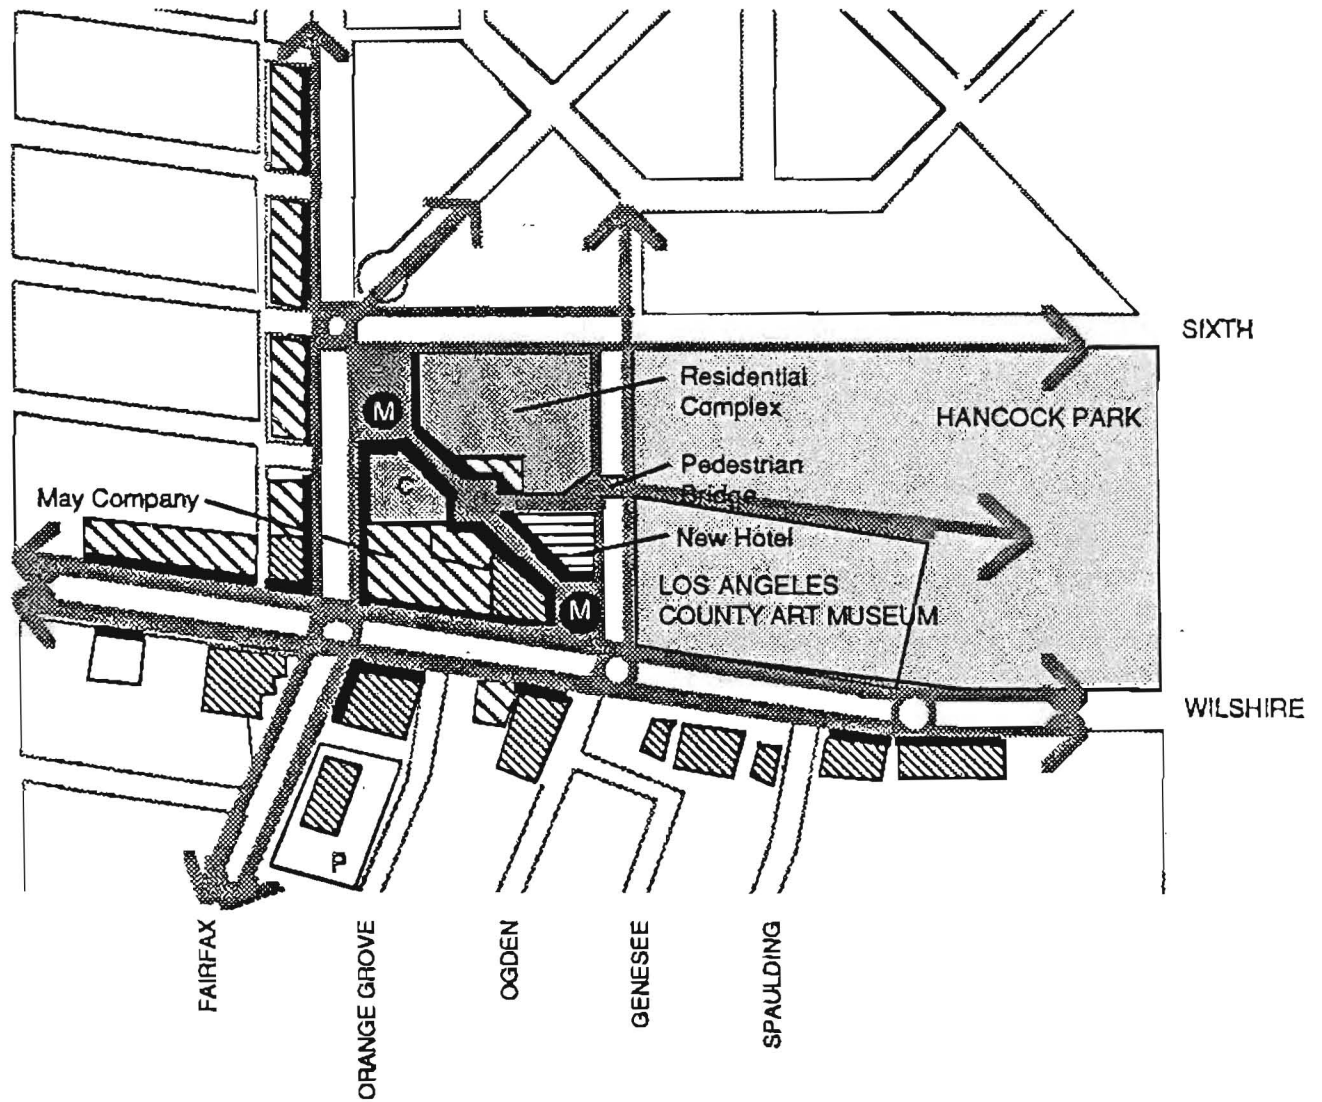 SIXTH
Residential
Complex
M
HANCOCK PARK
Pedestrian
Bridge
May Company
New Hotel
LOS ANGELES
COUNTY ART MUSEUM
M
WILSHIRE
P
FAIRFAX
ORANGE GROVE
OGDEN
GENESEE
SPAULDING